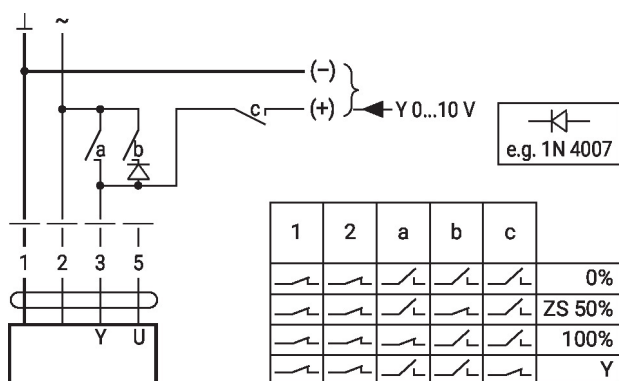 ⊥ ~
(–)
c (+) Y 0...10 V
a b
e.g. 1N 4007
1 2 3 5
Y U
1 2 a b c
0%
ZS 50%
100%
Y